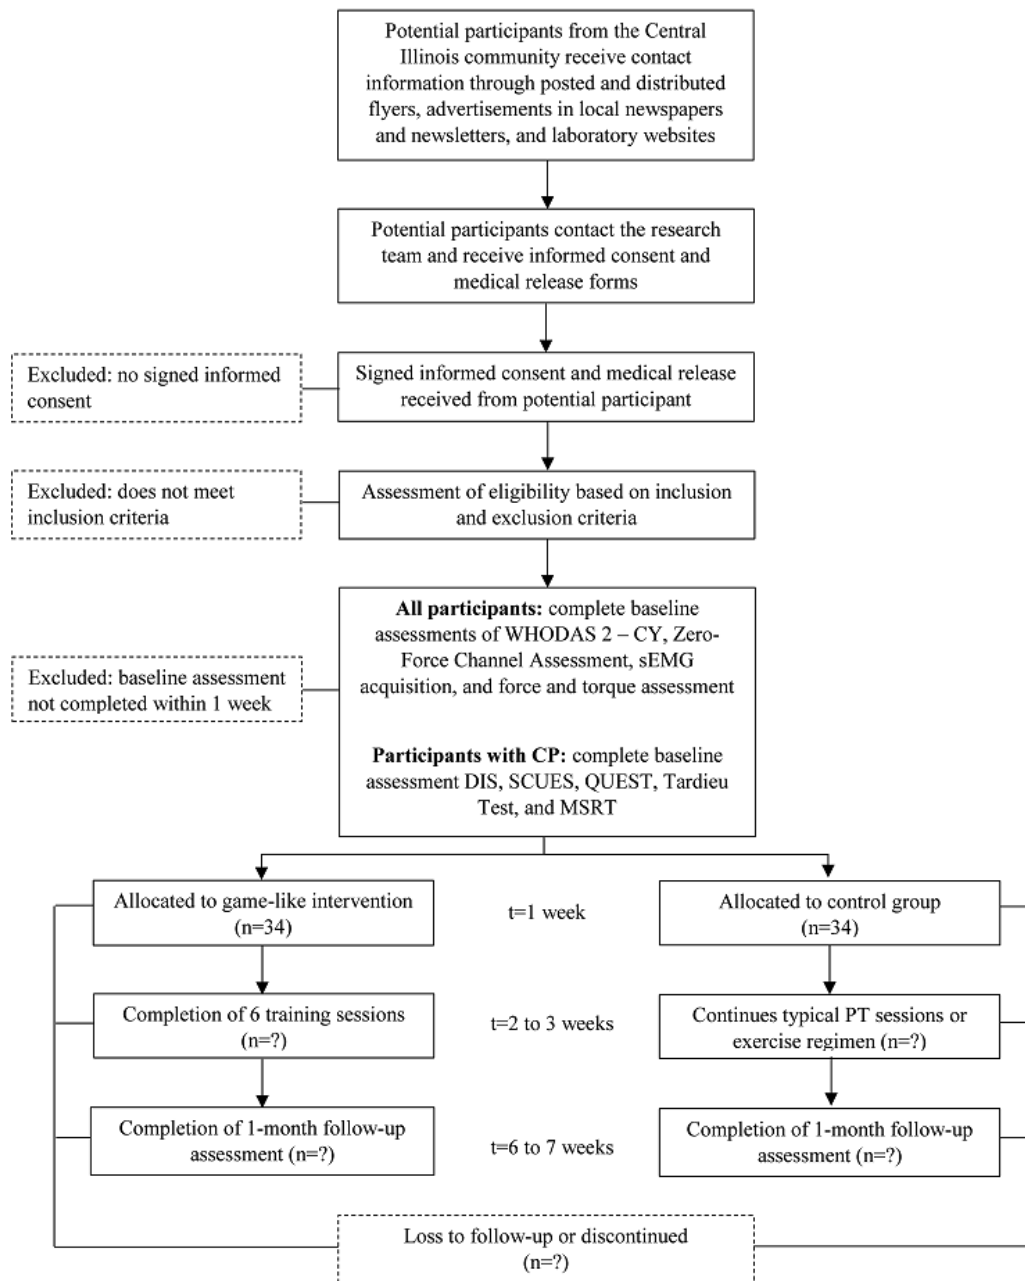 Potential participants from the Central
Illinois community receive contact
information through posted and distributed
flyers, advertisements in local newspapers
and newsletters, and laboratory websites
Potential participants contact the research
team and receive informed consent and
medical release forms
Excluded: no signed informed
consent
Signed informed consent and medical release
received from potential participant
Excluded: does not meet
inclusion criteria
Assessment of eligibility based on inclusion
and exclusion criteria
All participants: complete baseline
assessments of WHODAS 2 – CY, Zero-
Force Channel Assessment, sEMG
acquisition, and force and torque assessment
Excluded: baseline assessment
not completed within 1 week
Participants with CP: complete baseline
assessment DIS, SCUES, QUEST, Tardieu
Test, and MSRT
Allocated to game-like intervention
(n=34)
t=1 week
Allocated to control group
(n=34)
Completion of 6 training sessions
(n=?)
t=2 to 3 weeks
Continues typical PT sessions or
exercise regimen (n=?)
Completion of 1-month follow-up
assessment (n=?)
t=6 to 7 weeks
Completion of 1-month follow-up
assessment (n=?)
Loss to follow-up or discontinued
(n=?)